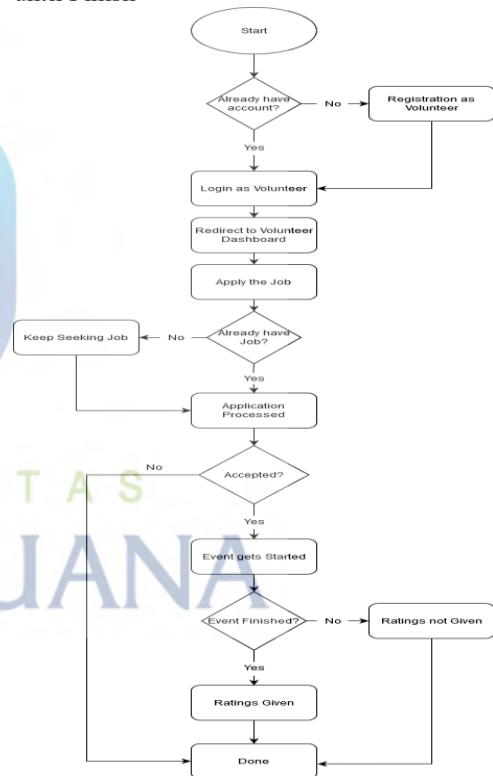 Start
Already have
account?
No
Registration as
Volunteer
Yes
Login as Volunteer
Redirect to Volunteer
Dashboard
Apply the Job
Already have
Job?
No
Keep Seeking Job
Yes
Application
Processed
Accepted?
No
T A S
Yes
Event gets Started
UANA
Event Finished?
No
Ratings not Given
Yes
Ratings Given
Done